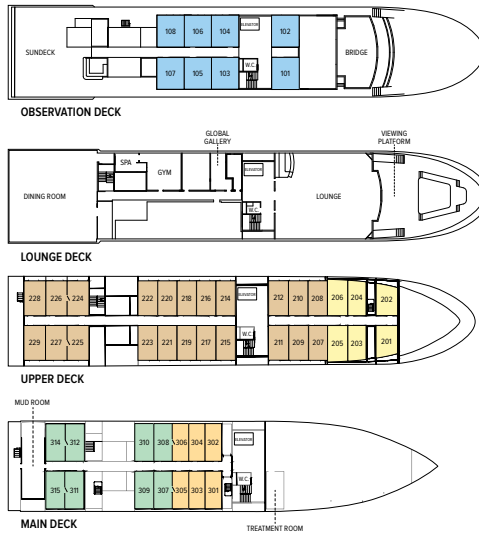 108 106 104 ELEVATOR 102
SUNDECK BRIDGE
W.C.
107 105 103 101
OBSERVATION DECK
GLOBAL GALLERY
VIEWING PLATFORM
SPA
GYM
ELEVATOR
DINING ROOM LOUNGE
W.C.
LOUNGE DECK
228 226 224 222 220 218 216 214 ELEVATOR 212 210 208 206 204 202
W.C.
229 227 225 223 221 219 217 215 211 209 207 205 203 201
UPPER DECK
MUD ROOM
314 312 310 308 306 304 302 ELEVATOR
W.C.
315 311 309 307 305 303 301
MAIN DECK
TREATMENT ROOM